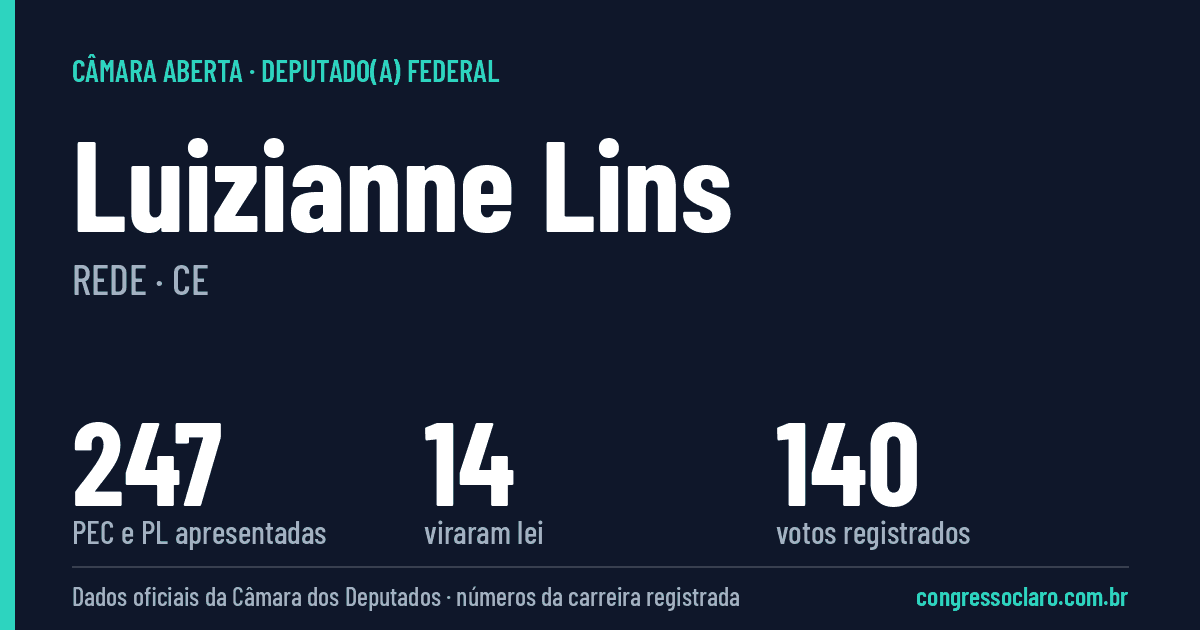 CÂMARA ABERTA · DEPUTADO(A) FEDERAL
Luizianne Lins
REDE · CE
247 14 140
PEC e PL apresentadas viraram lei votos registrados
Dados oficiais da Câmara dos Deputados · números da carreira registrada congressoclaro.com.br